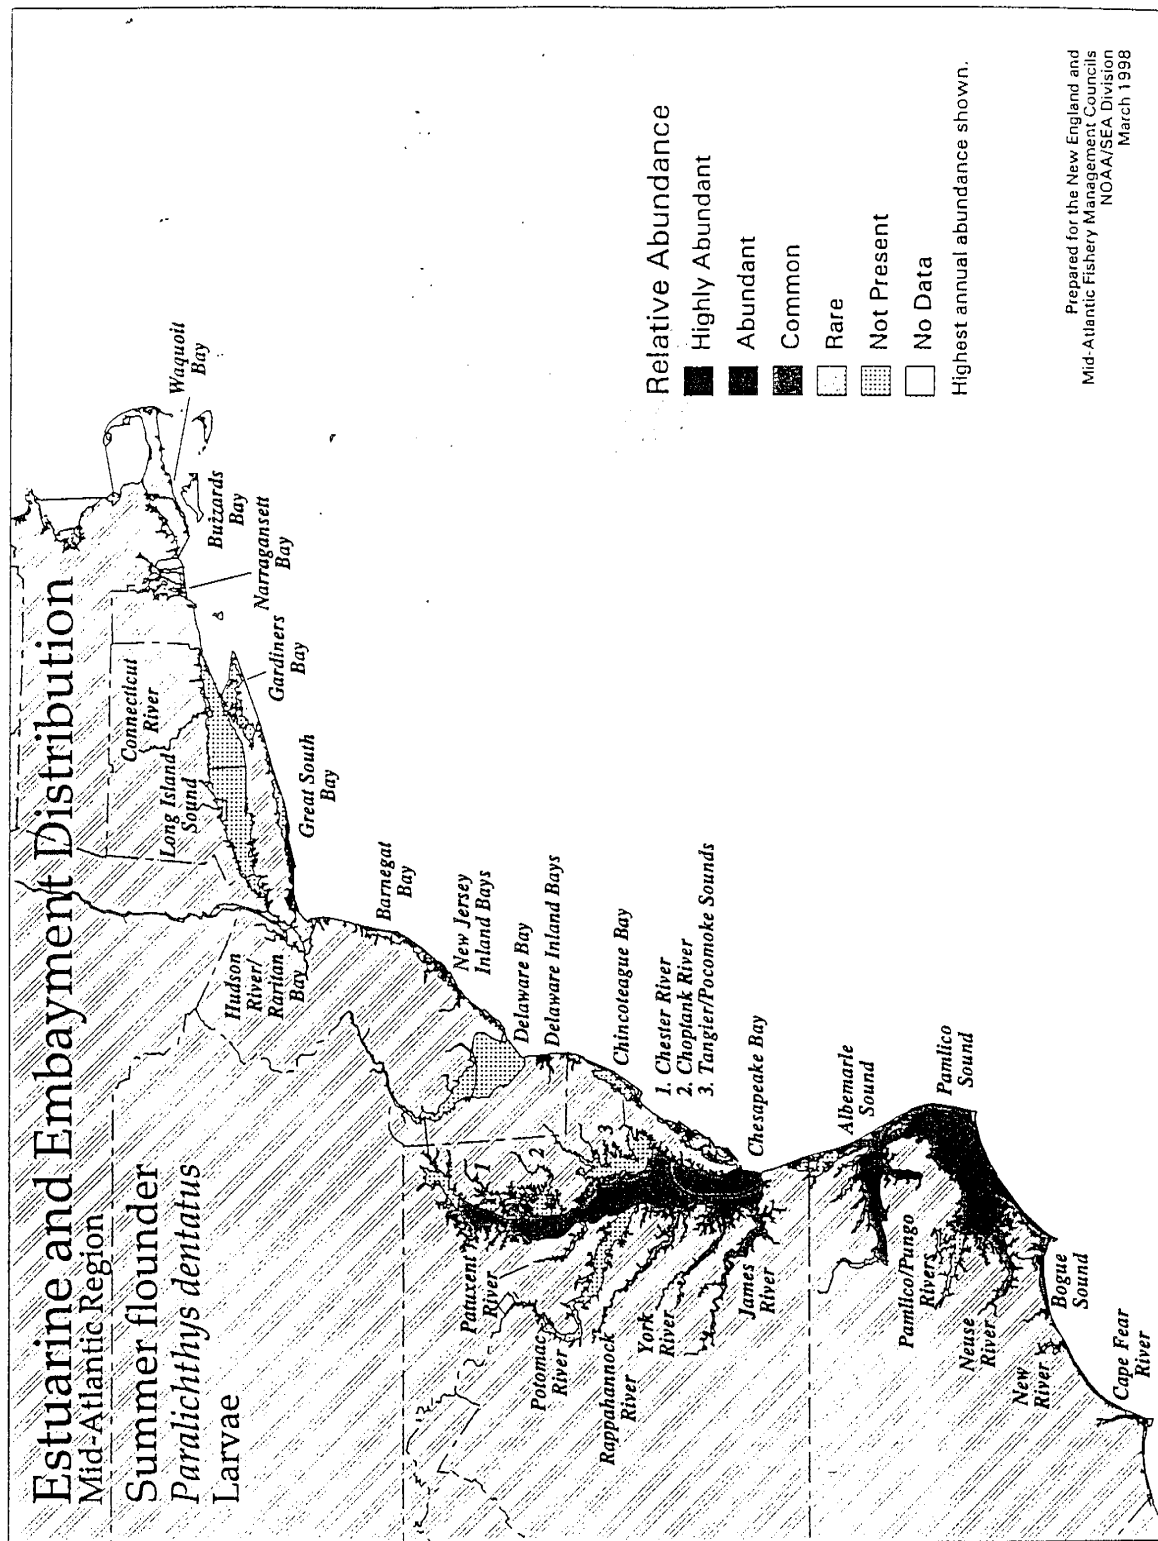 Estuarine and Embayment Distribution
Mid-Atlantic Region
Summer flounder
Paralichthys dentatus
Larvae
Waquoit
Bay
Buzzards
Bay
Narragansett
Bay
Gardiners
Bay
Connecticut
River
Long Island
Sound
Great South
Bay
Hudson
River/
Raritan
Bay
Barnegat
Bay
New Jersey
Inland Bays
Delaware Bay
Delaware Inland Bays
Chincoteague Bay
1. Chester River
2. Choptank River
3. Tangier/Pocomoke Sounds
Chesapeake Bay
1
2
3
Patuxent
River
Potomac
River
Rappahannock
River
York
River
James
River
Albemarle
Sound
Pamlico
Sound
Pamlico/Pungo
Rivers
Neuse
River
New
River
Bogue
Sound
Cape Fear
River
Relative Abundance
Highly Abundant
Abundant
Common
Rare
Not Present
No Data
Highest annual abundance shown.
Prepared for the New England and
Mid-Atlantic Fishery Management Councils
NOAA/SEA Division
March 1998